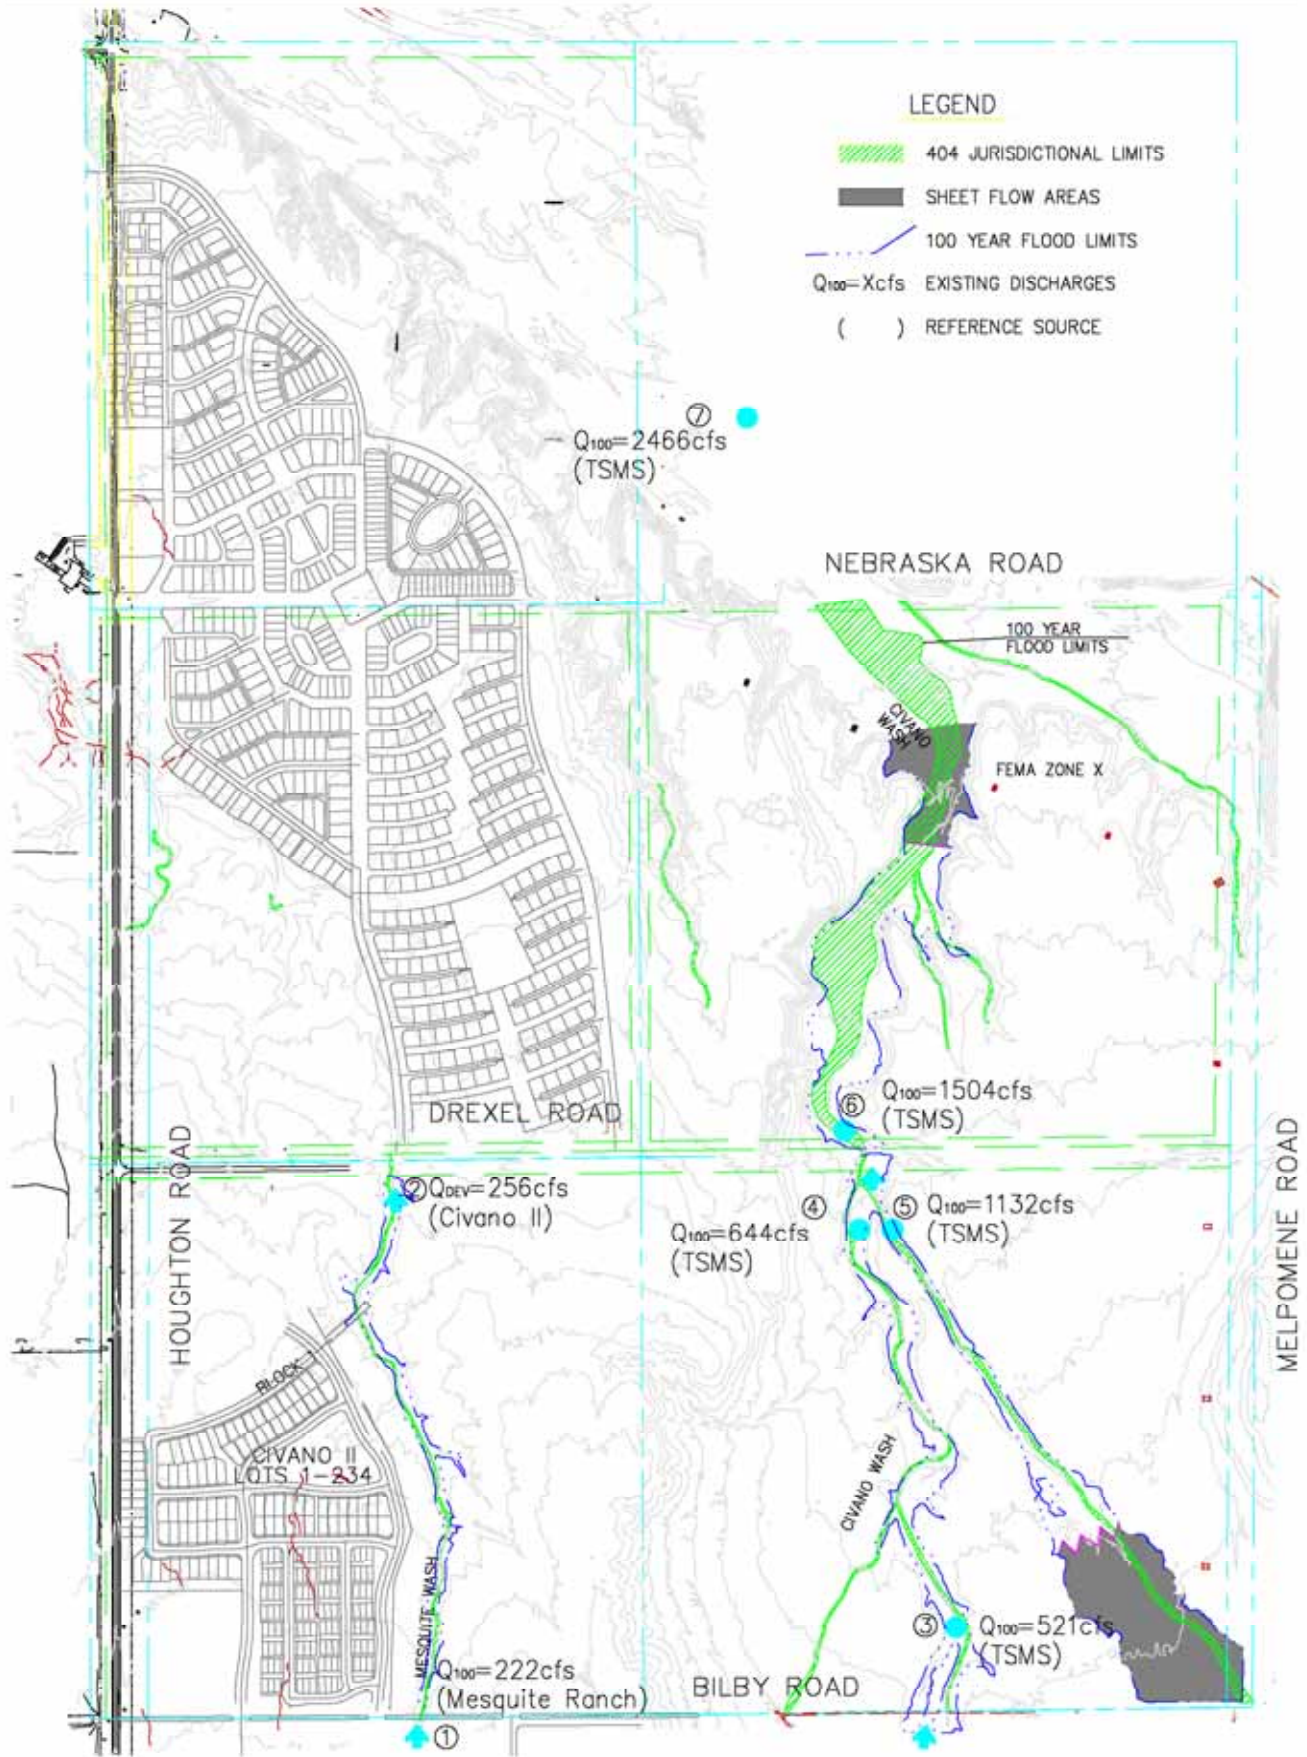 LEGEND
404 JURISDICTIONAL LIMITS
SHEET FLOW AREAS
100 YEAR FLOOD LIMITS
Q100=Xcfs EXISTING DISCHARGES
( ) REFERENCE SOURCE
7
Q100=2466cfs
(TSMS)
NEBRASKA ROAD
100 YEAR
FLOOD LIMITS
CIVANO
WASH
FEMA ZONE X
6
Q100=1504cfs
(TSMS)
DREXEL ROAD
HOUGHTON ROAD
MELPOMENE ROAD
2 QDEV=256cfs
(Civano II)
4
Q100=644cfs
(TSMS)
5 Q100=1132cfs
(TSMS)
BLOCK 1
CIVANO II
LOTS 1-234
CIVANO WASH
MESQUITE WASH
3 Q100=521cfs
(TSMS)
Q100=222cfs
(Mesquite Ranch)
BILBY ROAD
1